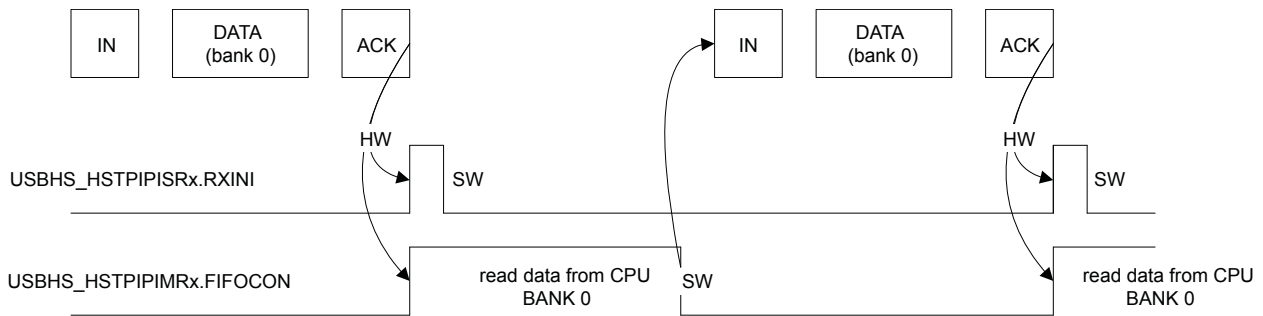 IN
DATA
(bank 0)
ACK
IN
DATA
(bank 0)
ACK
HW
HW
USBHS_HSTPIPISRx.RXINI
SW
SW
USBHS_HSTPIPIMRx.FIFOCON
read data from CPU
BANK 0
SW
read data from CPU
BANK 0